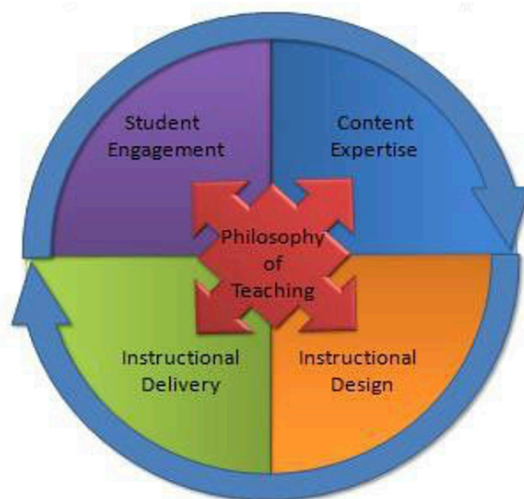 Student
Engagement
Content
Expertise
Philosophy
of
Teaching
Instructional
Delivery
Instructional
Design